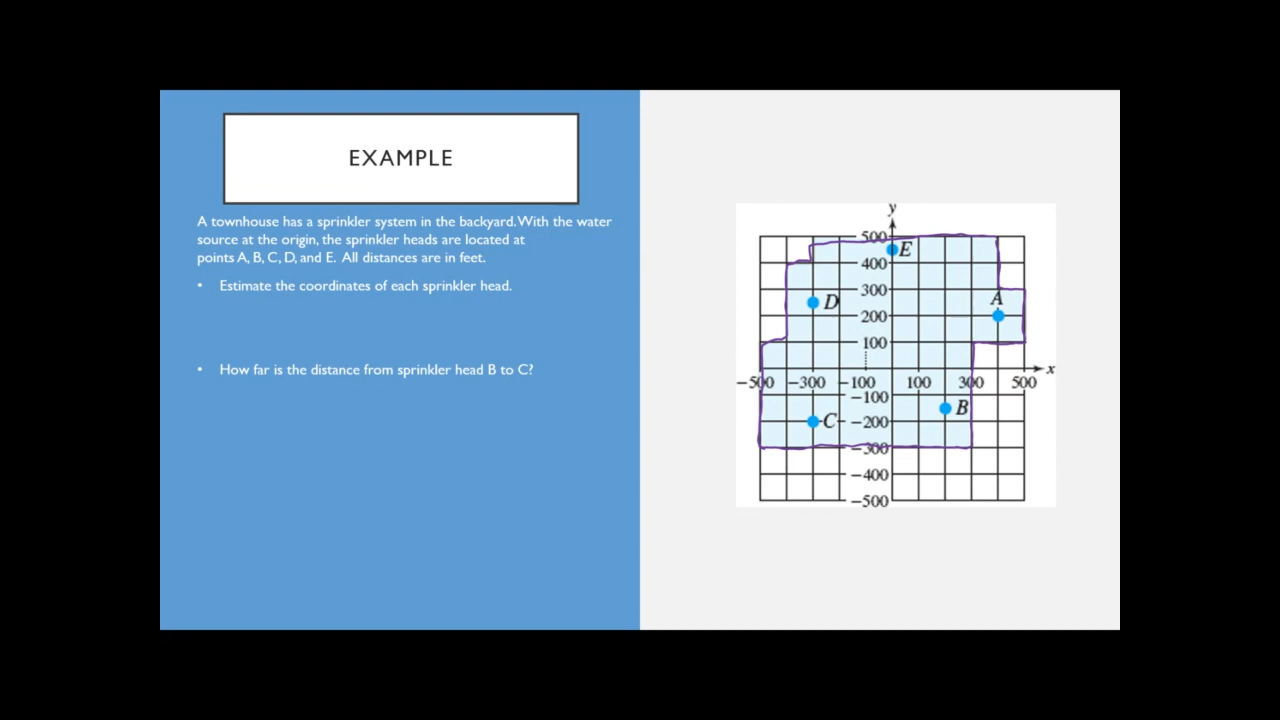 EXAMPLE
A townhouse has a sprinkler system in the backyard. With the water
source at the origin, the sprinkler heads are located at
points A, B, C, D, and E. All distances are in feet.
• Estimate the coordinates of each sprinkler head.
• How far is the distance from sprinkler head B to C?
y
500
E
400
300
D
A
200
100
x
−500 −300 −100 100 300 500
−100
B
C
−200
−300
−400
−500